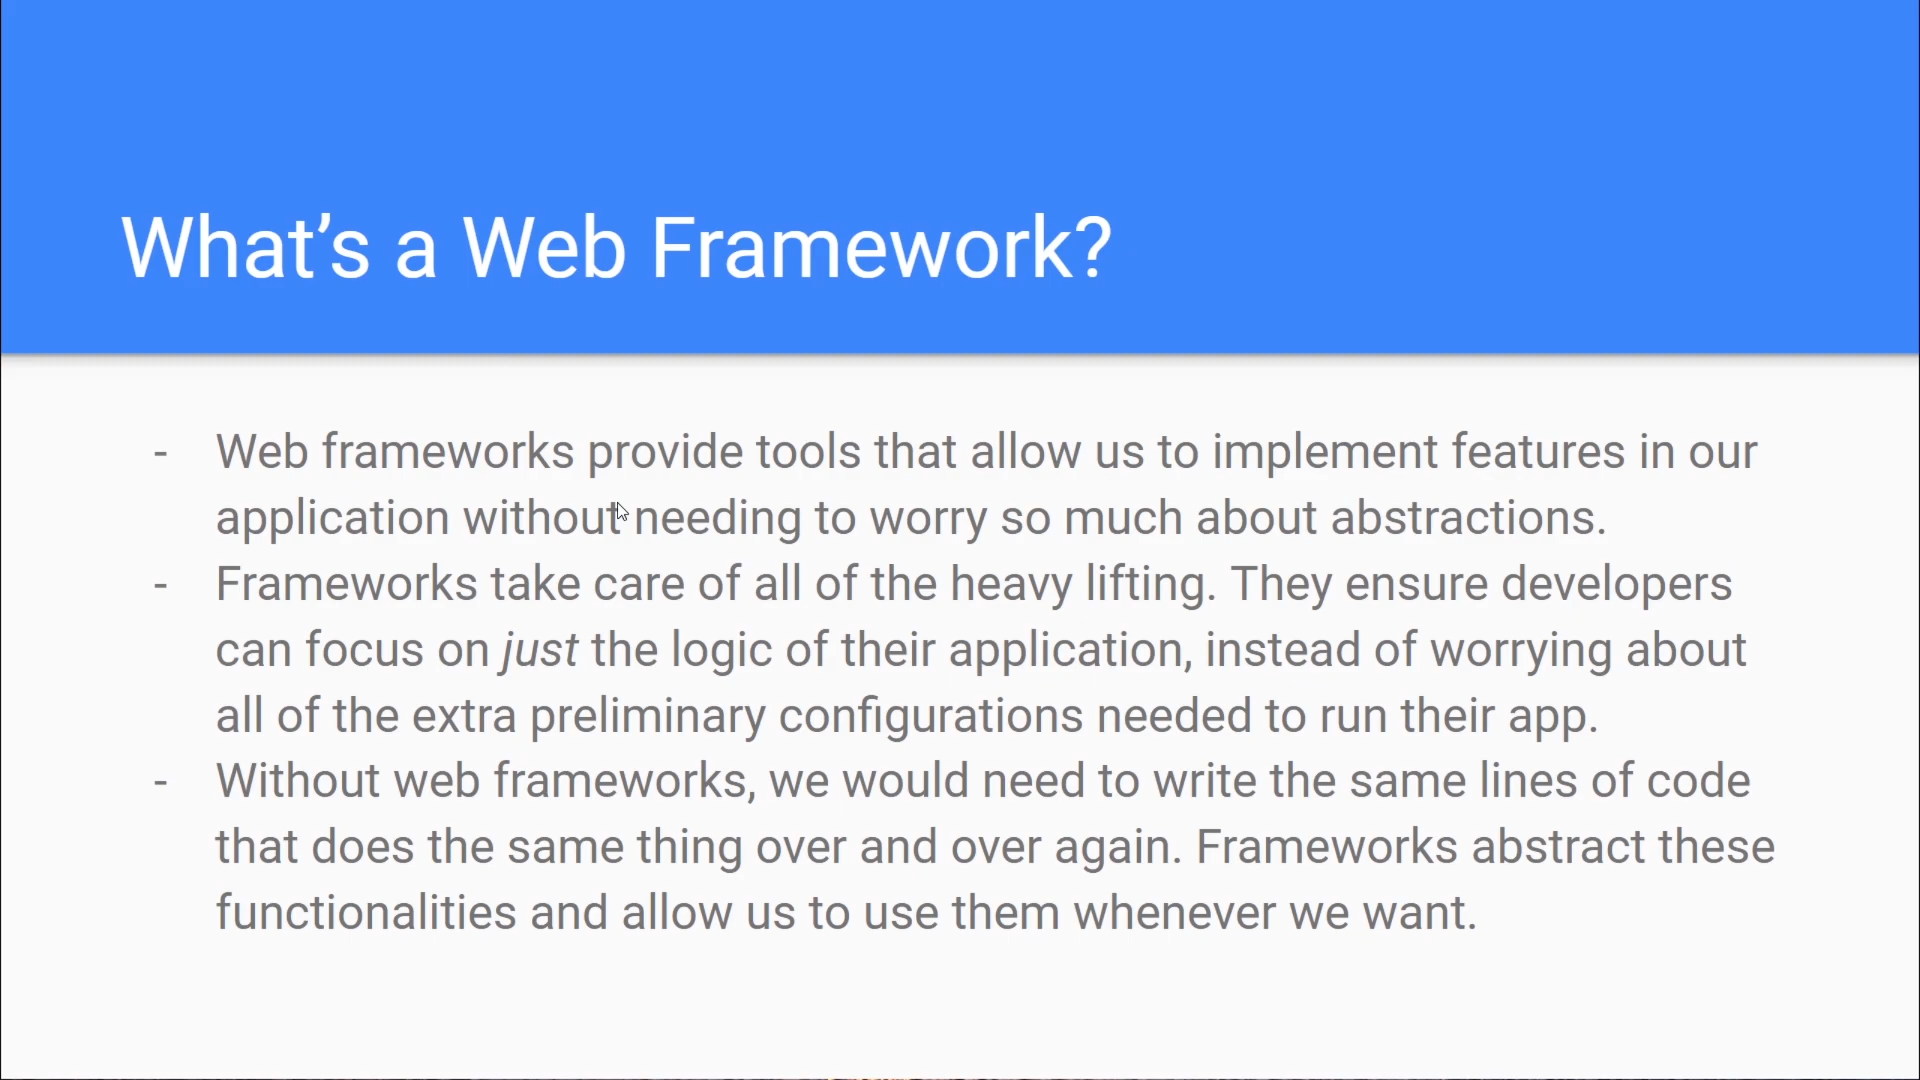 What’s a Web Framework?
- Web frameworks provide tools that allow us to implement features in our
application without needing to worry so much about abstractions.
- Frameworks take care of all of the heavy lifting. They ensure developers
can focus on just the logic of their application, instead of worrying about
all of the extra preliminary configurations needed to run their app.
- Without web frameworks, we would need to write the same lines of code
that does the same thing over and over again. Frameworks abstract these
functionalities and allow us to use them whenever we want.